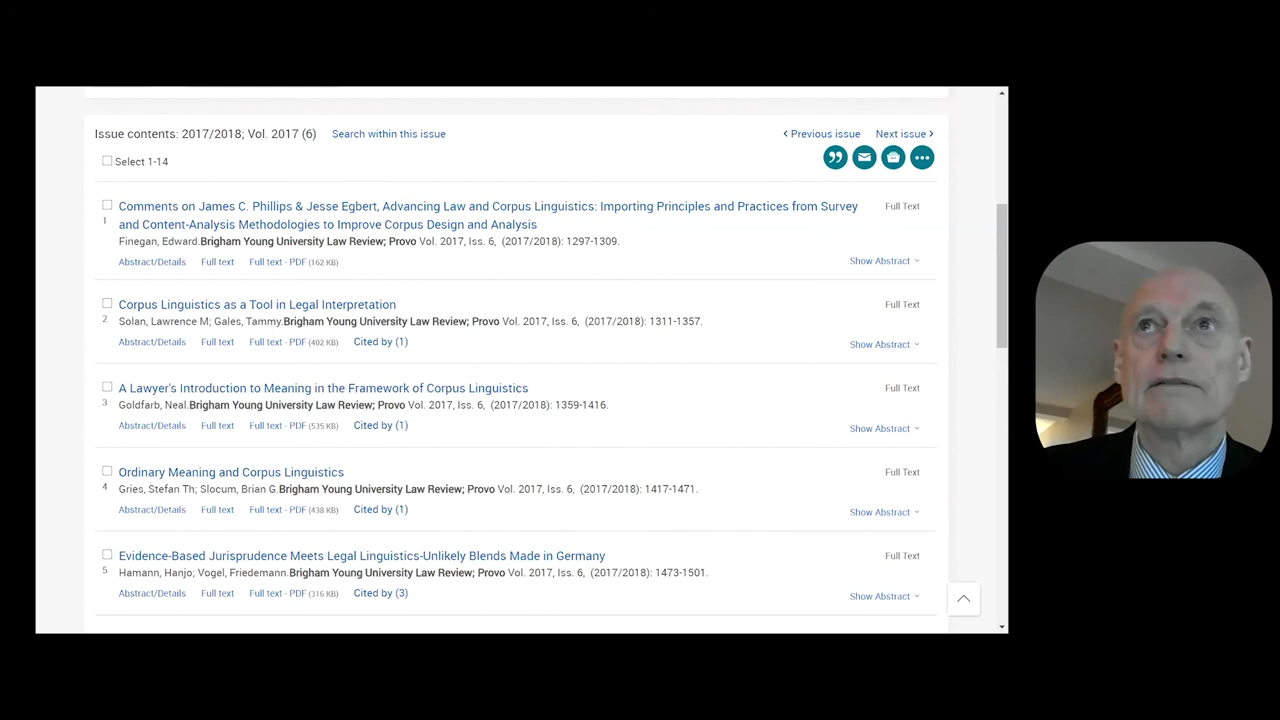 Issue contents: 2017/2018; Vol. 2017 (6) Search within this issue Previous issue Next issue
Select 1-14
Comments on James C. Phillips & Jesse Egbert, Advancing Law and Corpus Linguistics: Importing Principles and Practices from Survey Full Text
1 and Content-Analysis Methodologies to Improve Corpus Design and Analysis
Finegan, Edward.Brigham Young University Law Review; Provo Vol. 2017, Iss. 6, (2017/2018): 1297-1309.
Abstract/Details Full text Full text - PDF (162 KB) Show Abstract
Corpus Linguistics as a Tool in Legal Interpretation Full Text
2 Solan, Lawrence M; Gales, Tammy.Brigham Young University Law Review; Provo Vol. 2017, Iss. 6, (2017/2018): 1311-1357.
Abstract/Details Full text Full text - PDF (402 KB) Cited by (1) Show Abstract
A Lawyer's Introduction to Meaning in the Framework of Corpus Linguistics Full Text
3 Goldfarb, Neal.Brigham Young University Law Review; Provo Vol. 2017, Iss. 6, (2017/2018): 1359-1416.
Abstract/Details Full text Full text - PDF (535 KB) Cited by (1) Show Abstract
Ordinary Meaning and Corpus Linguistics Full Text
4 Gries, Stefan Th; Slocum, Brian G.Brigham Young University Law Review; Provo Vol. 2017, Iss. 6, (2017/2018): 1417-1471.
Abstract/Details Full text Full text - PDF (438 KB) Cited by (1) Show Abstract
Evidence-Based Jurisprudence Meets Legal Linguistics-Unlikely Blends Made in Germany Full Text
5 Hamann, Hanjo; Vogel, Friedemann.Brigham Young University Law Review; Provo Vol. 2017, Iss. 6, (2017/2018): 1473-1501.
Abstract/Details Full text Full text - PDF (316 KB) Cited by (3) Show Abstract